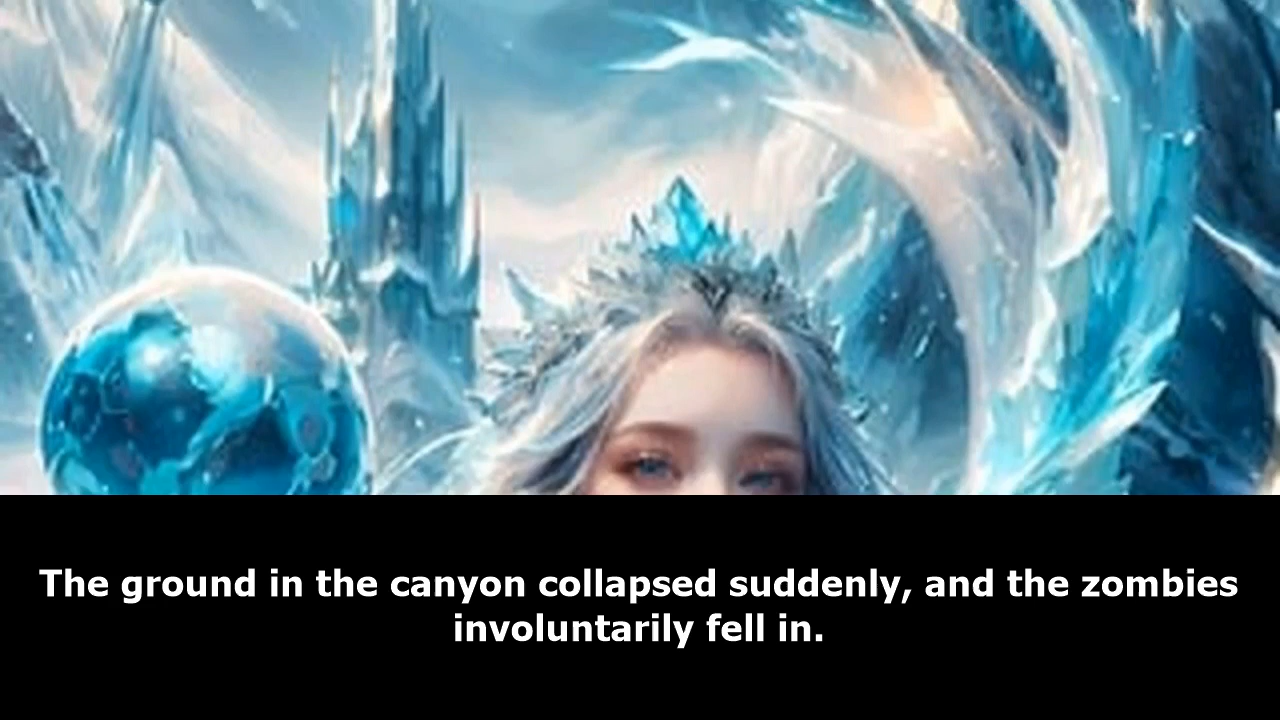 The ground in the canyon collapsed suddenly, and the zombies
involuntarily fell in.